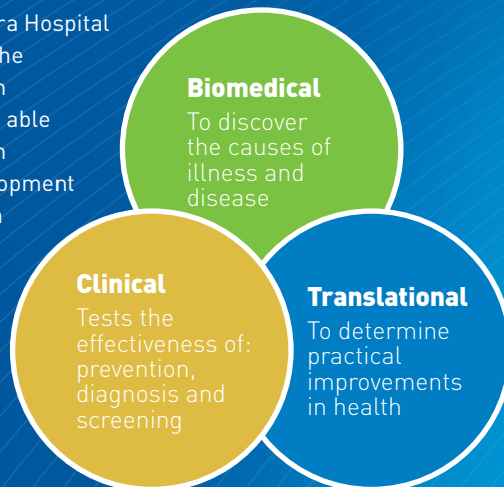 ra Hospital
he
n
able
n
opment
n
Biomedical
To discover
the causes of
illness and
disease
Clinical
Tests the
effectiveness of:
prevention,
diagnosis and
screening
Translational
To determine
practical
improvements
in health